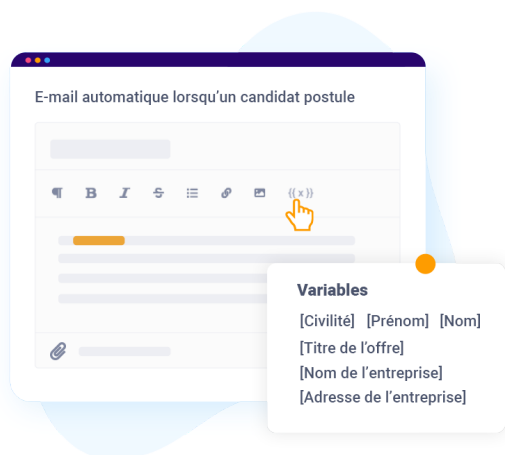 E-mail automatique lorsqu'un candidat postule
¶ B I S {{ x }}
Variables
[Civilité] [Prénom] [Nom]
[Titre de l'offre]
[Nom de l'entreprise]
[Adresse de l'entreprise]